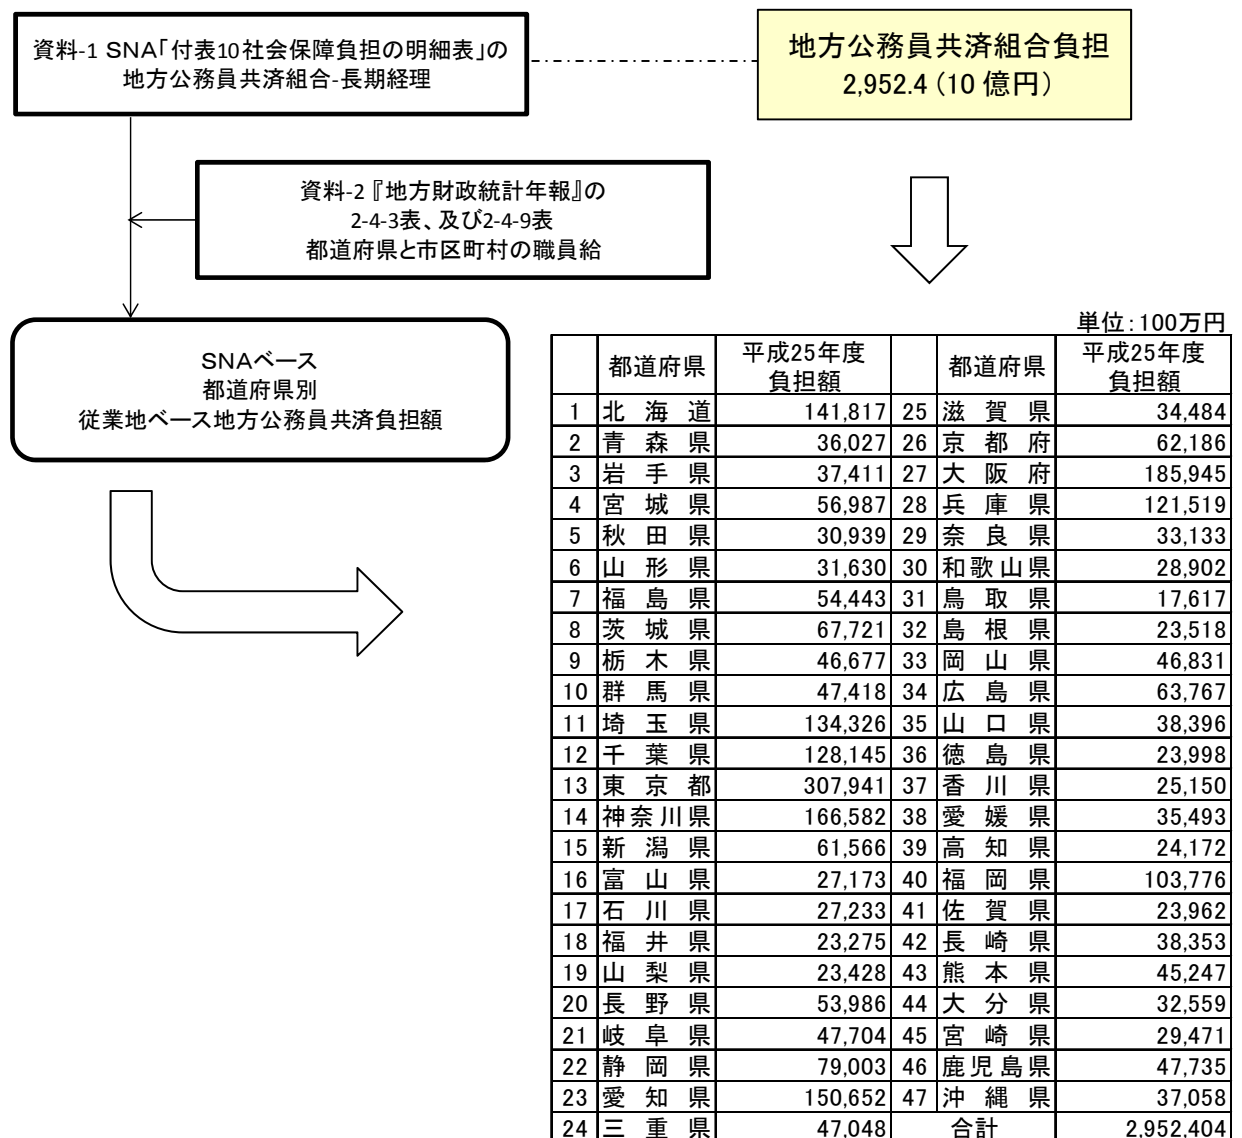 資料-1 SNA「付表10社会保障負担の明細表」の
地方公務員共済組合-長期経理
地方公務員共済組合負担
2,952.4(10 億円)
資料-2『地方財政統計年報』の
2-4-3表、及び2-4-9表
都道府県と市区町村の職員給
SNAベース
都道府県別
従業地ベース地方公務員共済負担額
単位:100万円
都道府県 平成25年度 都道府県 平成25年度
負担額 負担額
1 北海道 141,817 25 滋賀県 34,484
2 青森県 36,027 26 京都府 62,186
3 岩手県 37,411 27 大阪府 185,945
4 宮城県 56,987 28 兵庫県 121,519
5 秋田県 30,939 29 奈良県 33,133
6 山形県 31,630 30 和歌山県 28,902
7 福島県 54,443 31 鳥取県 17,617
8 茨城県 67,721 32 島根県 23,518
9 栃木県 46,677 33 岡山県 46,831
10 群馬県 47,418 34 広島県 63,767
11 埼玉県 134,326 35 山口県 38,396
12 千葉県 128,145 36 徳島県 23,998
13 東京都 307,941 37 香川県 25,150
14 神奈川県 166,582 38 愛媛県 35,493
15 新潟県 61,566 39 高知県 24,172
16 富山県 27,173 40 福岡県 103,776
17 石川県 27,233 41 佐賀県 23,962
18 福井県 23,275 42 長崎県 38,353
19 山梨県 23,428 43 熊本県 45,247
20 長野県 53,986 44 大分県 32,559
21 岐阜県 47,704 45 宮崎県 29,471
22 静岡県 79,003 46 鹿児島県 47,735
23 愛知県 150,652 47 沖縄県 37,058
24 三重県 47,048 合計 2,952,404